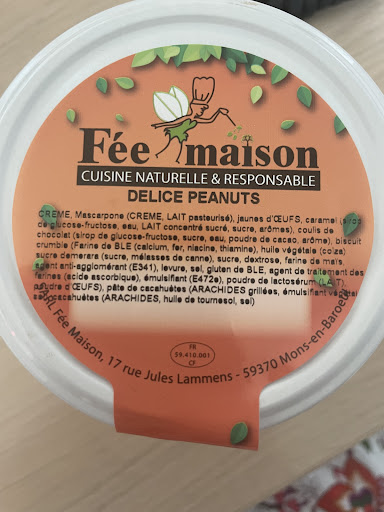 Fée maison
CUISINE NATURELLE & RESPONSABLE
DELICE PEANUTS
CREME, Mascarpone (CREME, LAIT pasteurisé), jaunes d'ŒUFS, caramel (sirop
de glucose-fructose, eau, LAIT concentré sucré, sucre, arômes), coulis de
chocolat (sirop de glucose-fructose, sucre, eau, poudre de cacao, arôme), biscuit
crumble (Farine de BLE (calcium, fer, niacine, thiamine), huile végétale (colza)
sucre demerara (sucre, mélasses de canne), sucre, dextrose, farine de maïs,
agent anti-agglomérant (E341), levure, sel, gluten de BLE, agent de traitement des
farines (acide ascorbique), émulsifiant (E472e), poudre de lactosérum (LAIT),
poudre d'ŒUFS), pâte de cacahuètes (ARACHIDES grillées, émulsifiant végétal
sel), cacahuètes (ARACHIDES, huile de tournesol, sel)
SARL Fée Maison, 17 rue Jules Lammens - 59370 Mons-en-Baroeul
FR
59.410.001
CE